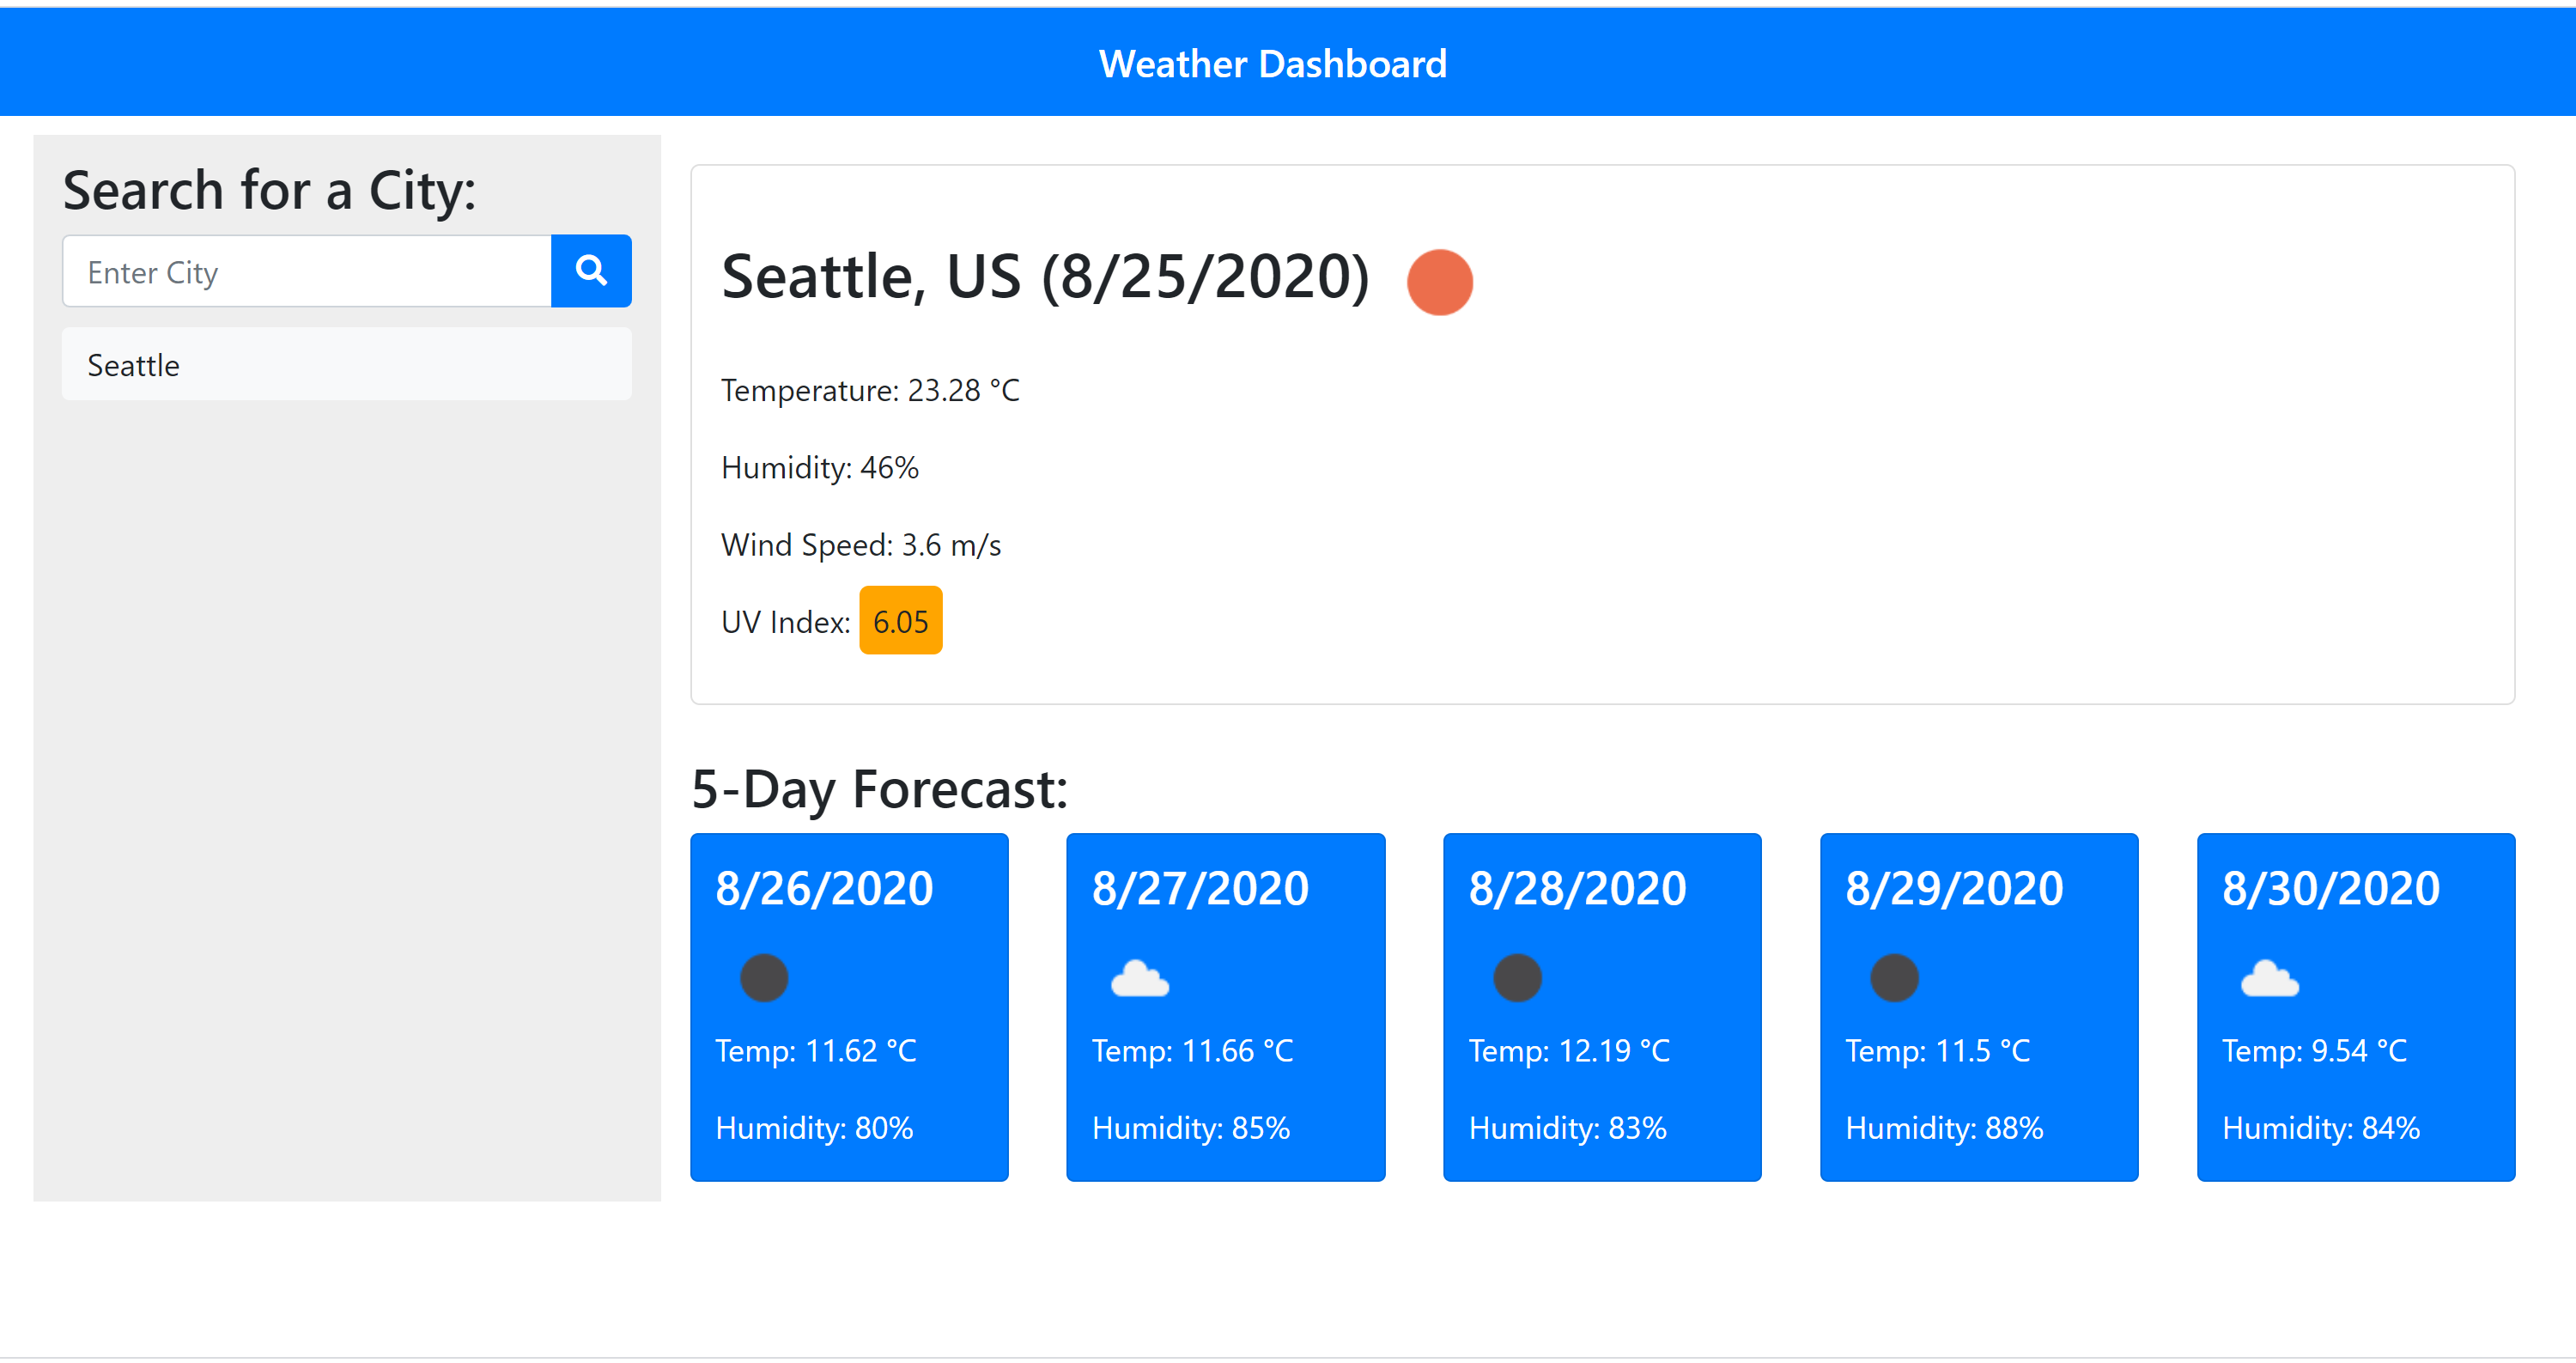 Weather Dashboard
Search for a City:
Enter City
Seattle
Seattle, US (8/25/2020)
Temperature: 23.28 °C
Humidity: 46%
Wind Speed: 3.6 m/s
UV Index: 6.05
5-Day Forecast:
8/26/2020
Temp: 11.62 °C
Humidity: 80%
8/27/2020
Temp: 11.66 °C
Humidity: 85%
8/28/2020
Temp: 12.19 °C
Humidity: 83%
8/29/2020
Temp: 11.5 °C
Humidity: 88%
8/30/2020
Temp: 9.54 °C
Humidity: 84%